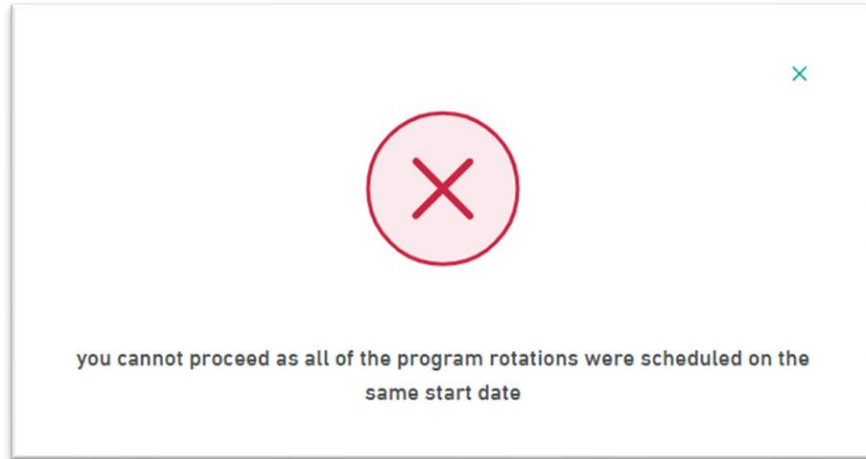 you cannot proceed as all of the program rotations were scheduled on the
same start date